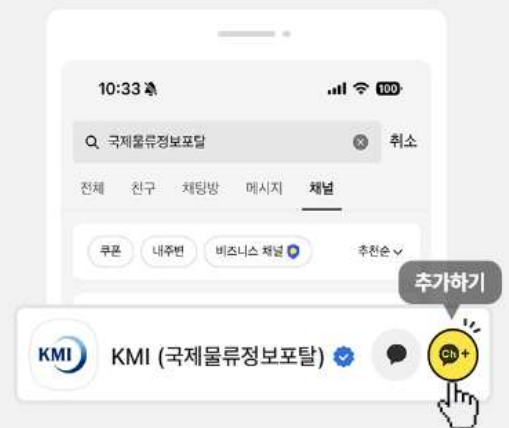 10:33 100
국제물류정보포탈 취소
전체 친구 채팅방 메시지 채널
쿠폰 내주변 비즈니스 채널 추천순
추가하기
KMI KMI (국제물류정보포탈) Ch+